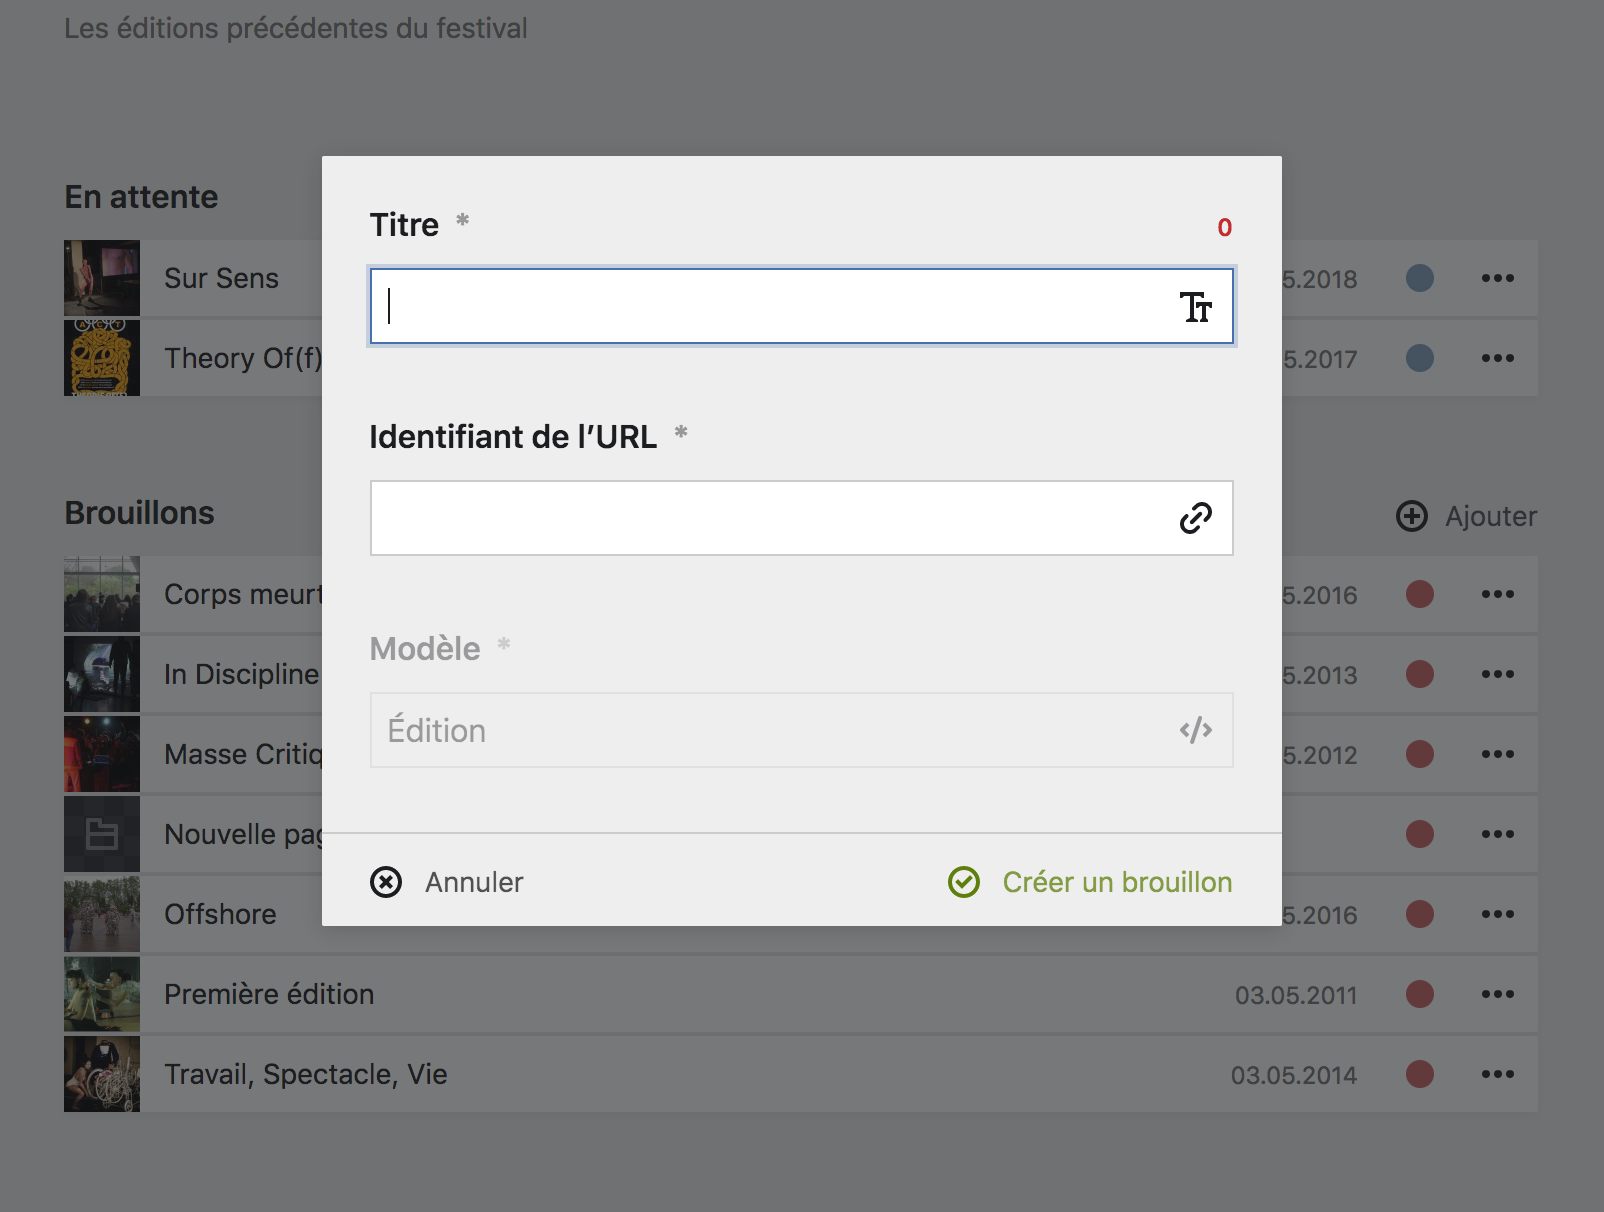 Les éditions précédentes du festival
En attente
Sur Sens
5.2018
Theory Of(f)
5.2017
Titre *
0
Identifiant de l’URL *
Modèle *
Édition
</>
Annuler
Créer un brouillon
Brouillons
Ajouter
Corps meurt
5.2016
In Discipline
5.2013
Masse Critiq
5.2012
Nouvelle pag
Offshore
5.2016
Première édition
03.05.2011
Travail, Spectacle, Vie
03.05.2014